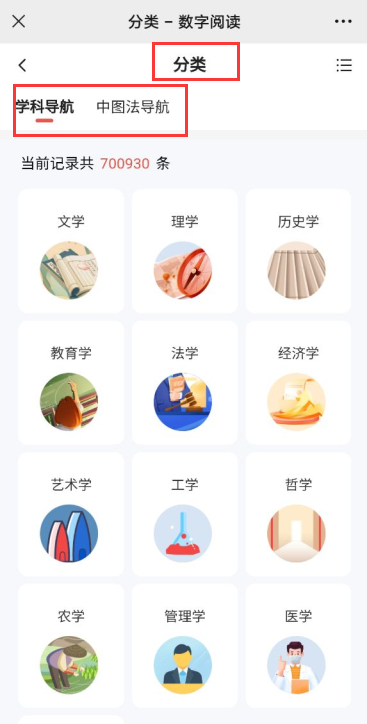 分类 – 数字阅读
分类
学科导航 中图法导航
当前记录共 700930 条
文学 理学 历史学
教育学 法学 经济学
艺术学 工学 哲学
农学 管理学 医学